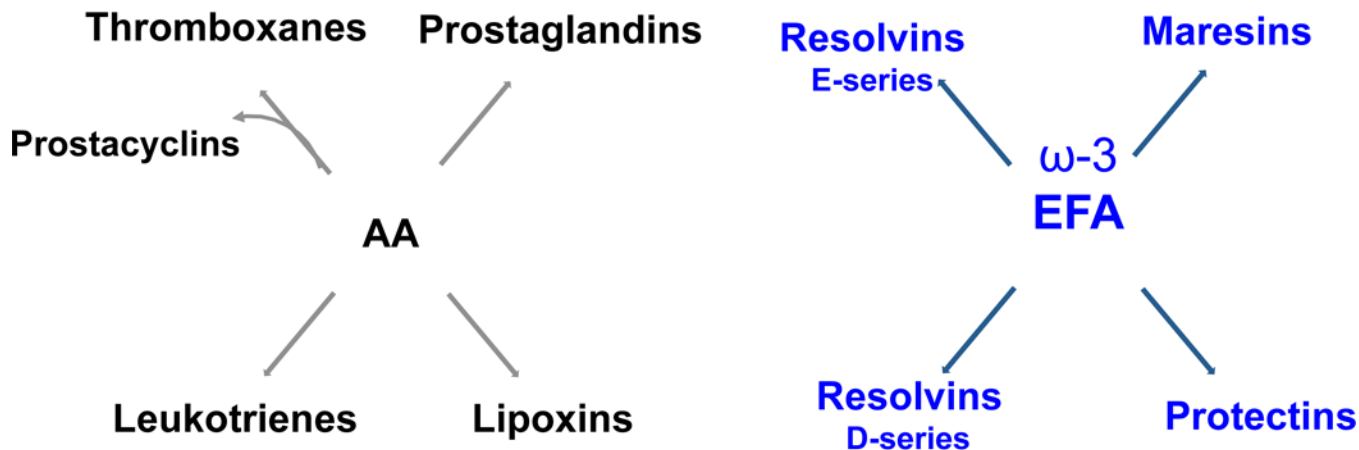 Thromboxanes
Prostaglandins
Prostacyclins
AA
Leukotrienes
Lipoxins
Resolvins
E-series
Maresins
ω-3
EFA
Resolvins
D-series
Protectins